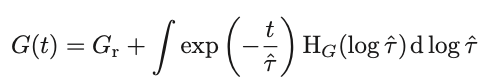 G(t) = G_r + ∫ exp(−t/τ̂) H_G(log τ̂) d log τ̂